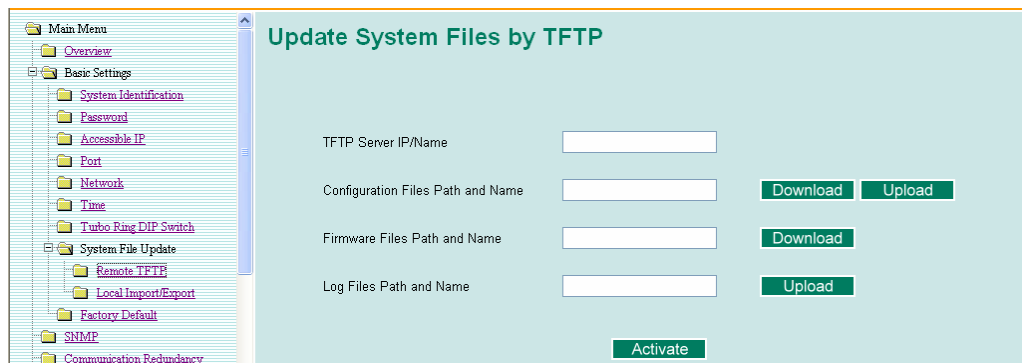 Main Menu
Overview
Basic Settings
System Identification
Password
Accessible IP
Port
Network
Time
Turbo Ring DIP Switch
System File Update
Remote TFTP
Local Import/Export
Factory Default
SNMP
Communication Redundancy
Update System Files by TFTP
TFTP Server IP/Name
Configuration Files Path and Name Download Upload
Firmware Files Path and Name Download
Log Files Path and Name Upload
Activate